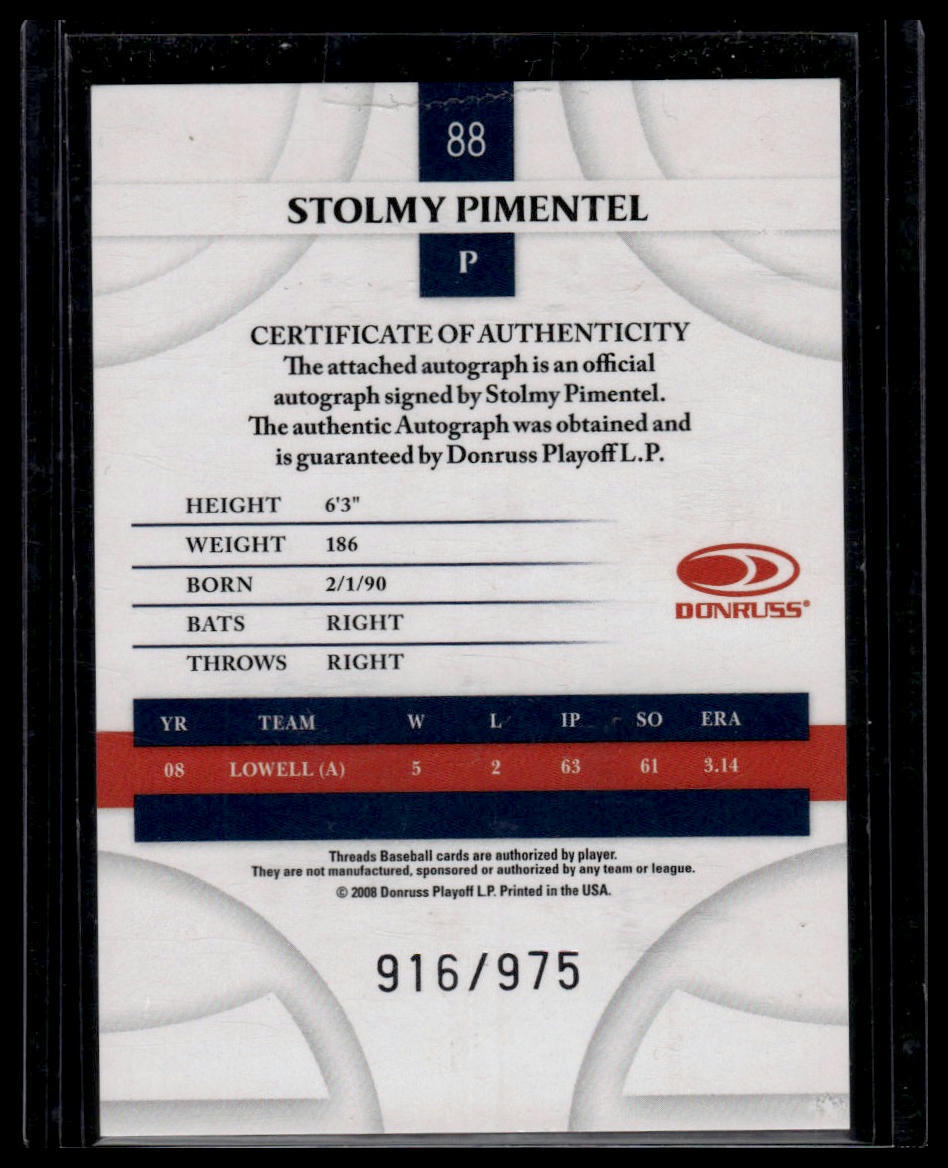 88
STOLMY PIMENTEL
P
CERTIFICATE OF AUTHENTICITY
The attached autograph is an official
autograph signed by Stolmy Pimentel.
The authentic Autograph was obtained and
is guaranteed by Donruss Playoff L.P.
HEIGHT 6'3"
WEIGHT 186
BORN 2/1/90
BATS RIGHT
THROWS RIGHT
DONRUSS®
YR TEAM W L IP SO ERA
08 LOWELL (A) 5 2 63 61 3.14
Threads Baseball cards are authorized by player.
They are not manufactured, sponsored or authorized by any team or league.
© 2008 Donruss Playoff L.P. Printed in the USA.
916/975